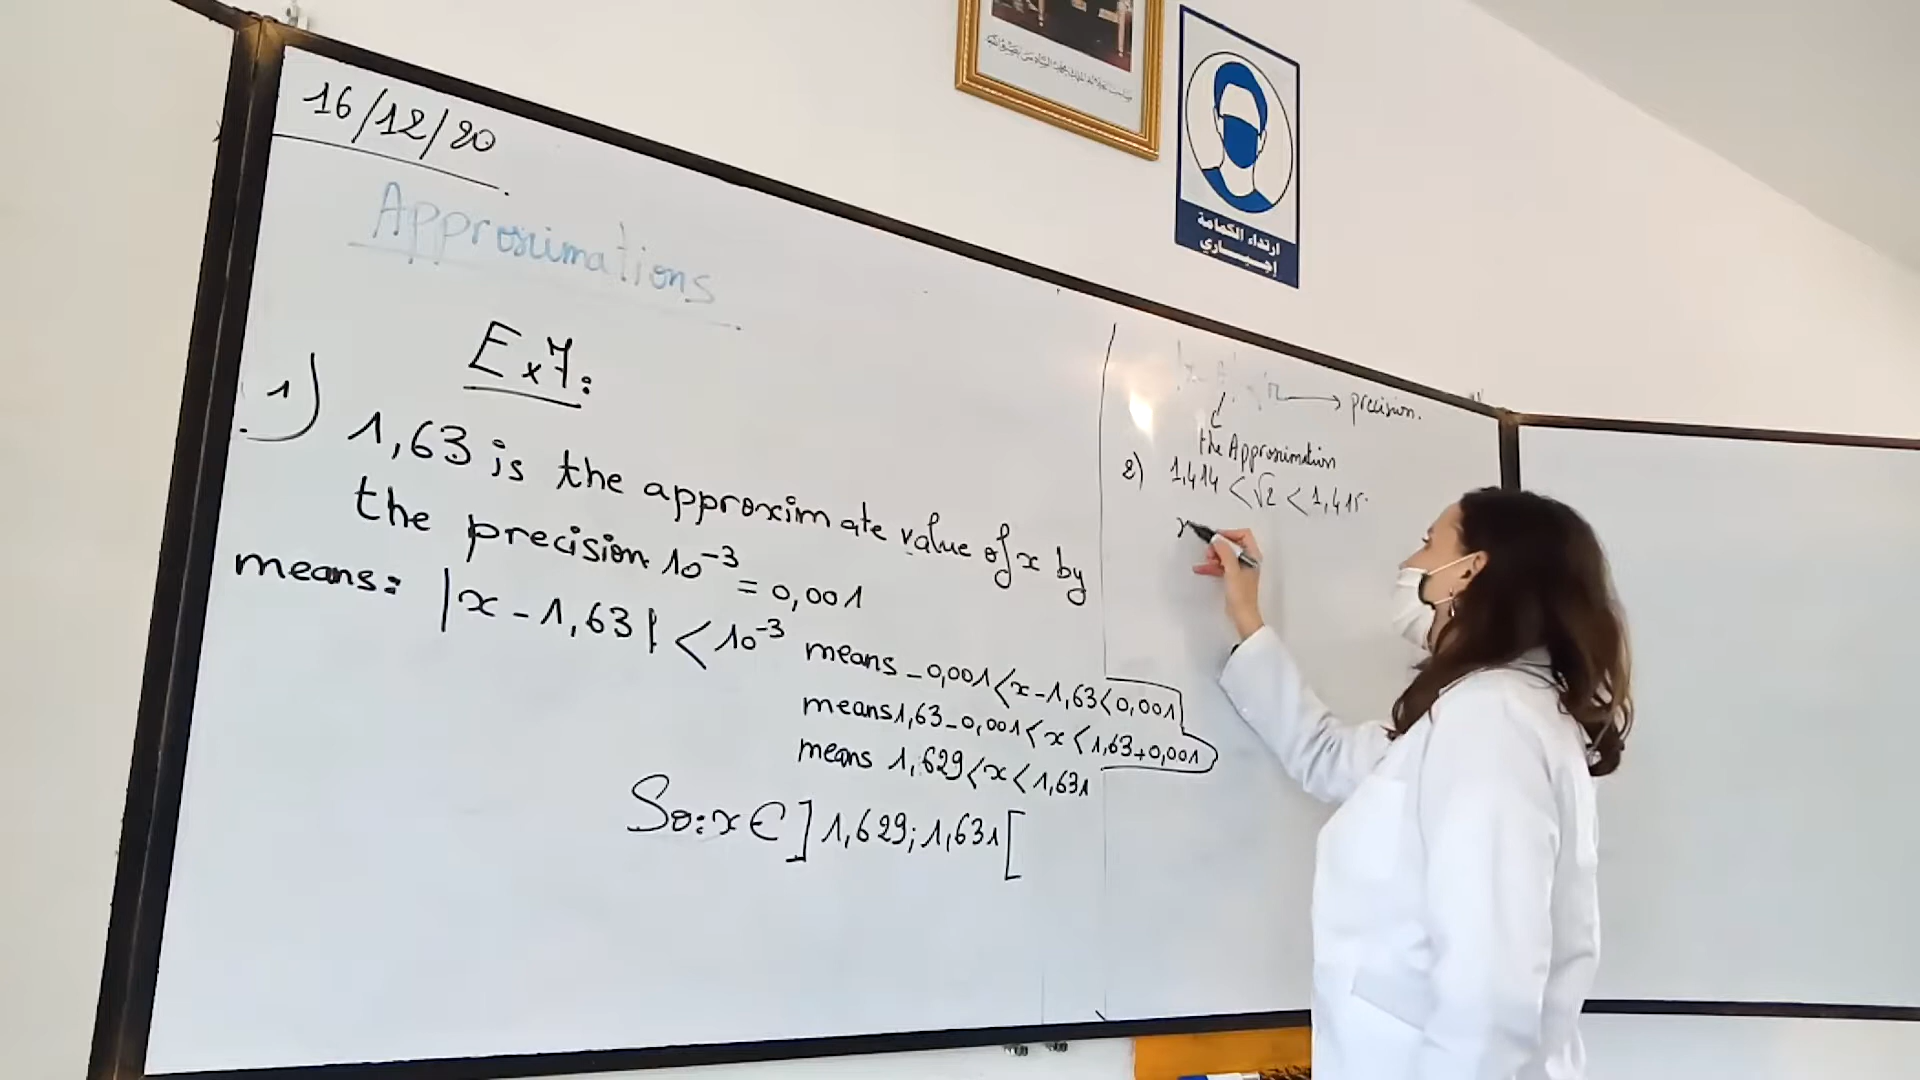 16/12/20
Approximations
Ex7:
1) 1,63 is the approximate value of x by
the precision 10⁻³ = 0,001
means: |x - 1,63| < 10⁻³ means - 0,001 < x - 1,63 < 0,001
means 1,63 - 0,001 < x < 1,63 + 0,001
means 1,629 < x < 1,631
So: x ∈ ]1,629; 1,631[
→ precision.
the Approximation
2) 1,414 < √2 < 1,415
ارتداء الكمامة
إجبــاري